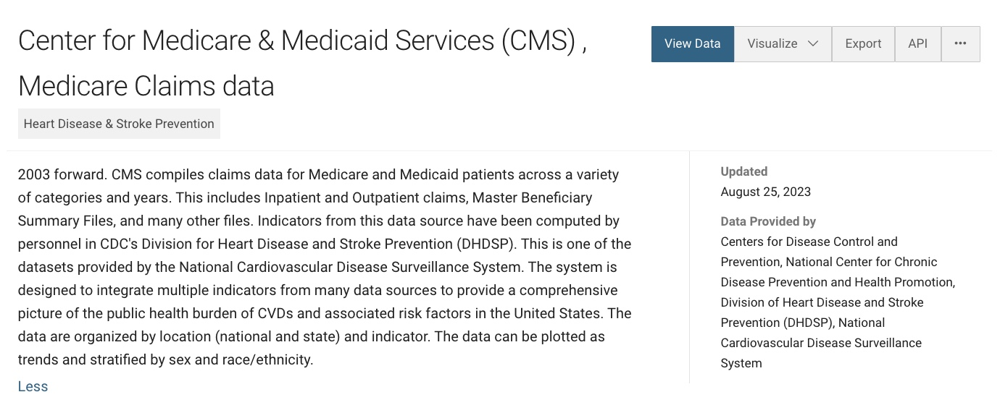 Center for Medicare & Medicaid Services (CMS) ,
Medicare Claims data
View Data
Visualize
Export
API
•••
Heart Disease & Stroke Prevention
2003 forward. CMS compiles claims data for Medicare and Medicaid patients across a variety
of categories and years. This includes Inpatient and Outpatient claims, Master Beneficiary
Summary Files, and many other files. Indicators from this data source have been computed by
personnel in CDC's Division for Heart Disease and Stroke Prevention (DHDSP). This is one of the
datasets provided by the National Cardiovascular Disease Surveillance System. The system is
designed to integrate multiple indicators from many data sources to provide a comprehensive
picture of the public health burden of CVDs and associated risk factors in the United States. The
data are organized by location (national and state) and indicator. The data can be plotted as
trends and stratified by sex and race/ethnicity.
Less
Updated
August 25, 2023
Data Provided by
Centers for Disease Control and
Prevention, National Center for Chronic
Disease Prevention and Health Promotion,
Division of Heart Disease and Stroke
Prevention (DHDSP), National
Cardiovascular Disease Surveillance
System